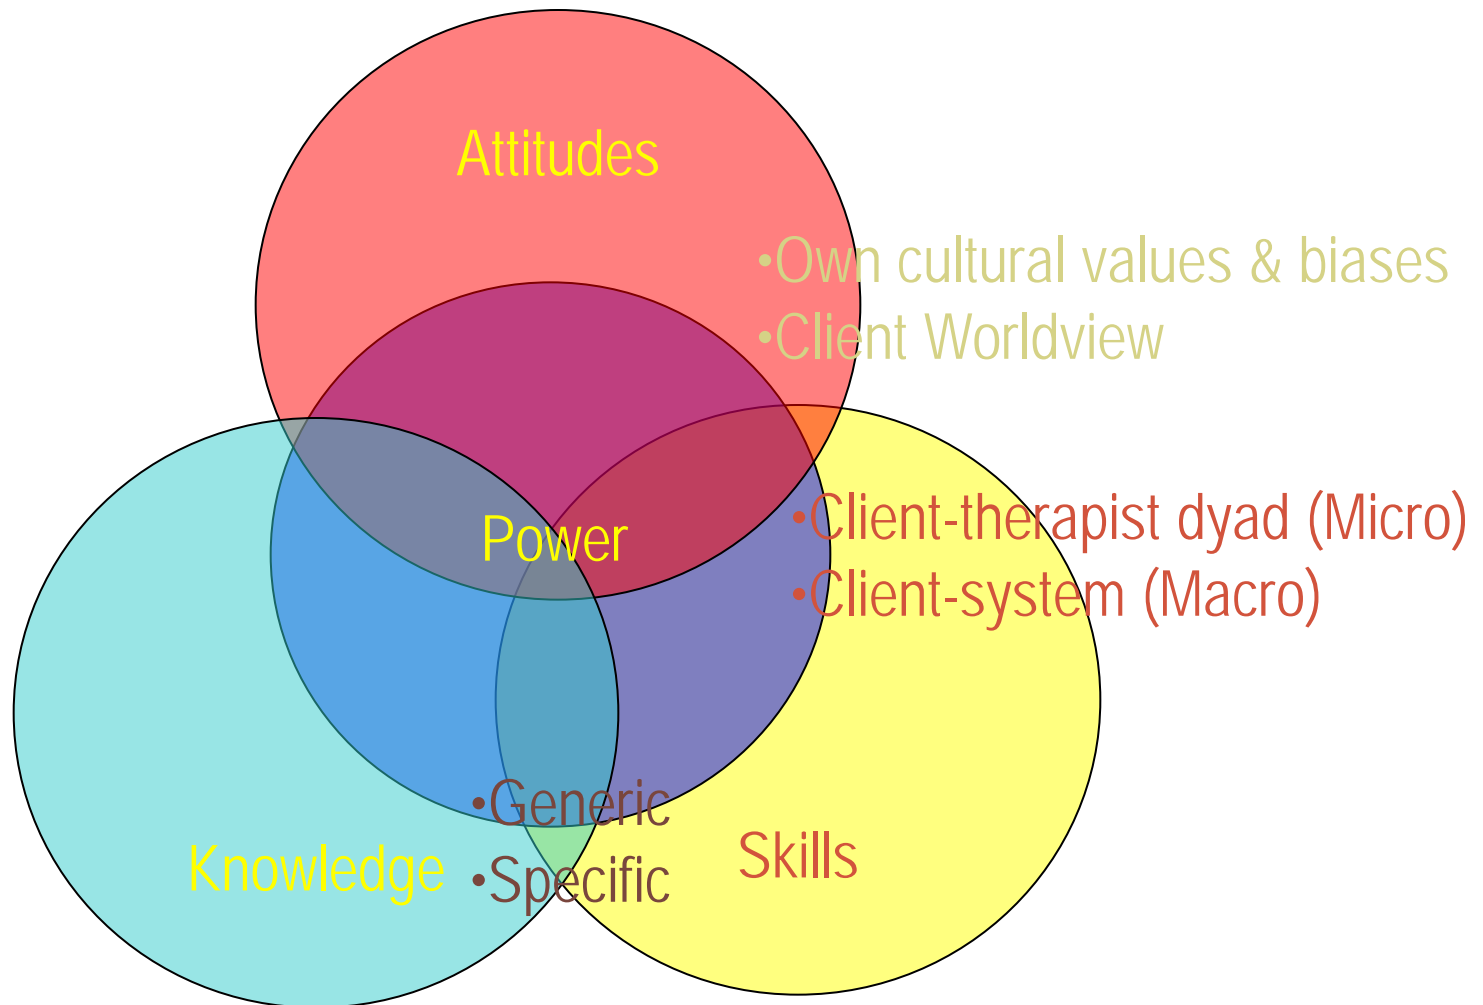 Attitudes
•Own cultural values & biases
•Client Worldview
•Client-therapist dyad (Micro)
•Client-system (Macro)
Power
•Generic
•Specific
Knowledge
Skills